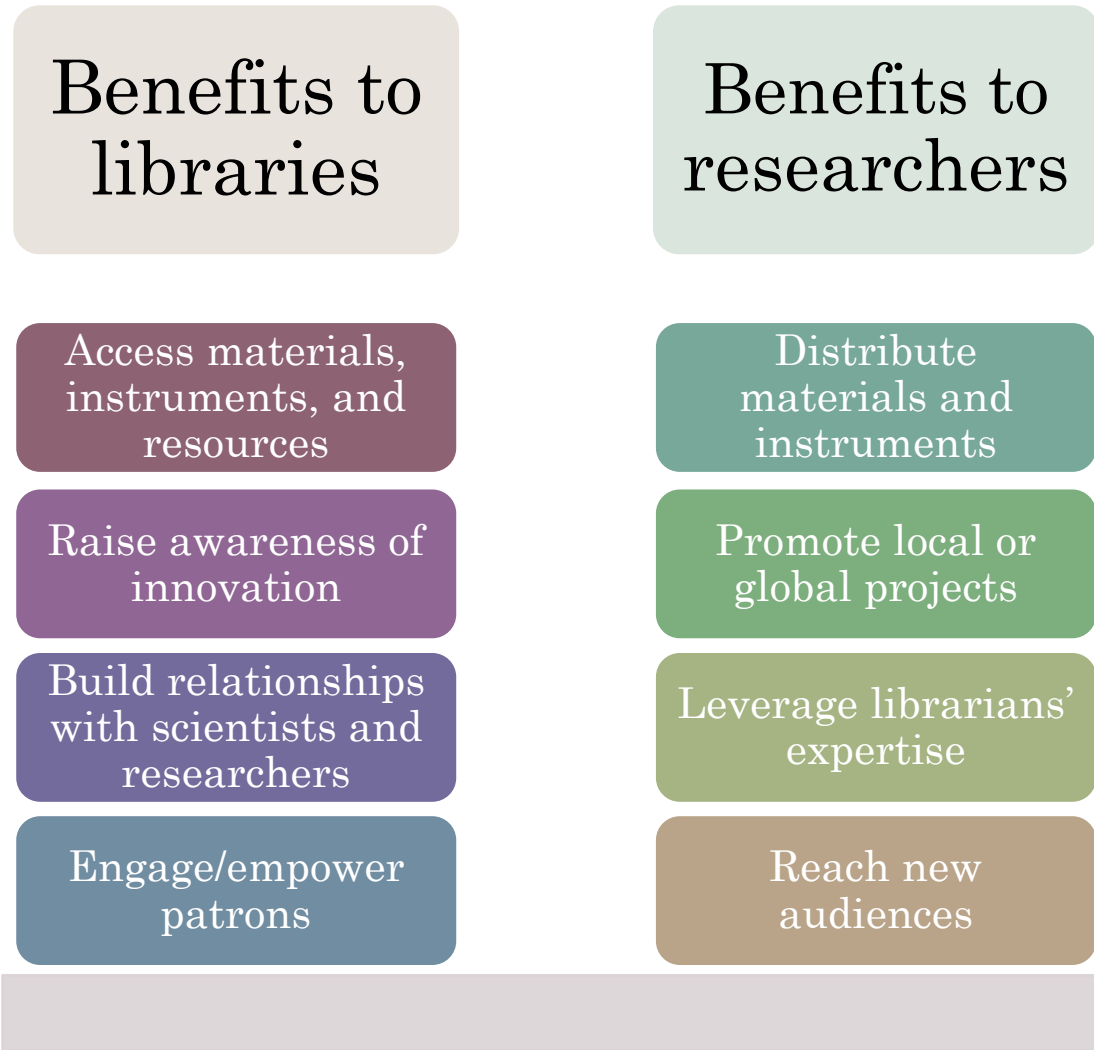 Benefits to
libraries
Access materials,
instruments, and
resources
Raise awareness of
innovation
Build relationships
with scientists and
researchers
Engage/empower
patrons
Benefits to
researchers
Distribute
materials and
instruments
Promote local or
global projects
Leverage librarians’
expertise
Reach new
audiences